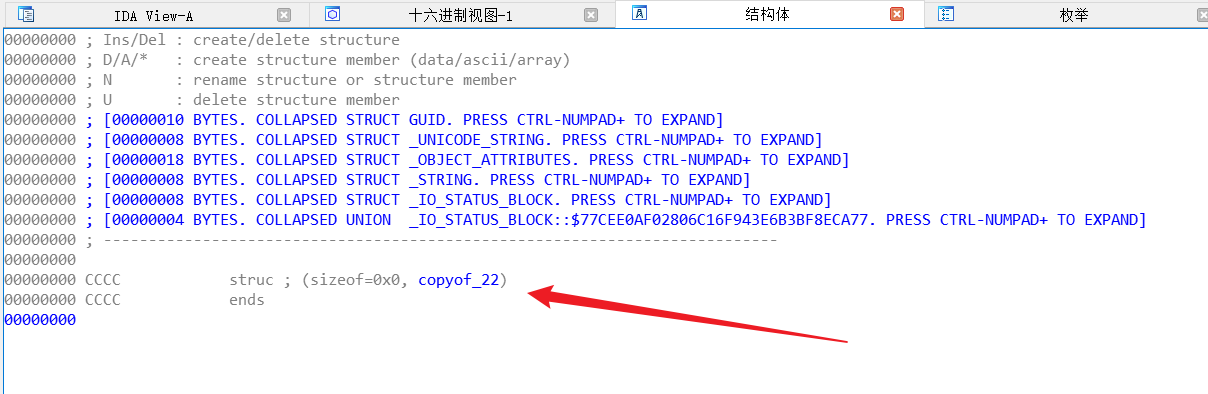 IDA View-A 十六进制视图-1 结构体 枚举
00000000 ; Ins/Del : create/delete structure
00000000 ; D/A/*   : create structure member (data/ascii/array)
00000000 ; N       : rename structure or structure member
00000000 ; U       : delete structure member
00000000 ; [00000010 BYTES. COLLAPSED STRUCT GUID. PRESS CTRL-NUMPAD+ TO EXPAND]
00000000 ; [00000008 BYTES. COLLAPSED STRUCT _UNICODE_STRING. PRESS CTRL-NUMPAD+ TO EXPAND]
00000000 ; [00000018 BYTES. COLLAPSED STRUCT _OBJECT_ATTRIBUTES. PRESS CTRL-NUMPAD+ TO EXPAND]
00000000 ; [00000008 BYTES. COLLAPSED STRUCT _STRING. PRESS CTRL-NUMPAD+ TO EXPAND]
00000000 ; [00000008 BYTES. COLLAPSED STRUCT _IO_STATUS_BLOCK. PRESS CTRL-NUMPAD+ TO EXPAND]
00000000 ; [00000004 BYTES. COLLAPSED UNION  _IO_STATUS_BLOCK::$77CEE0AF02806C16F943E6B3BF8ECA77. PRESS CTRL-NUMPAD+ TO EXPAND]
00000000 ; ---------------------------------------------------------------------------
00000000
00000000 CCCC            struc ; (sizeof=0x0, copyof_22)
00000000 CCCC            ends
00000000